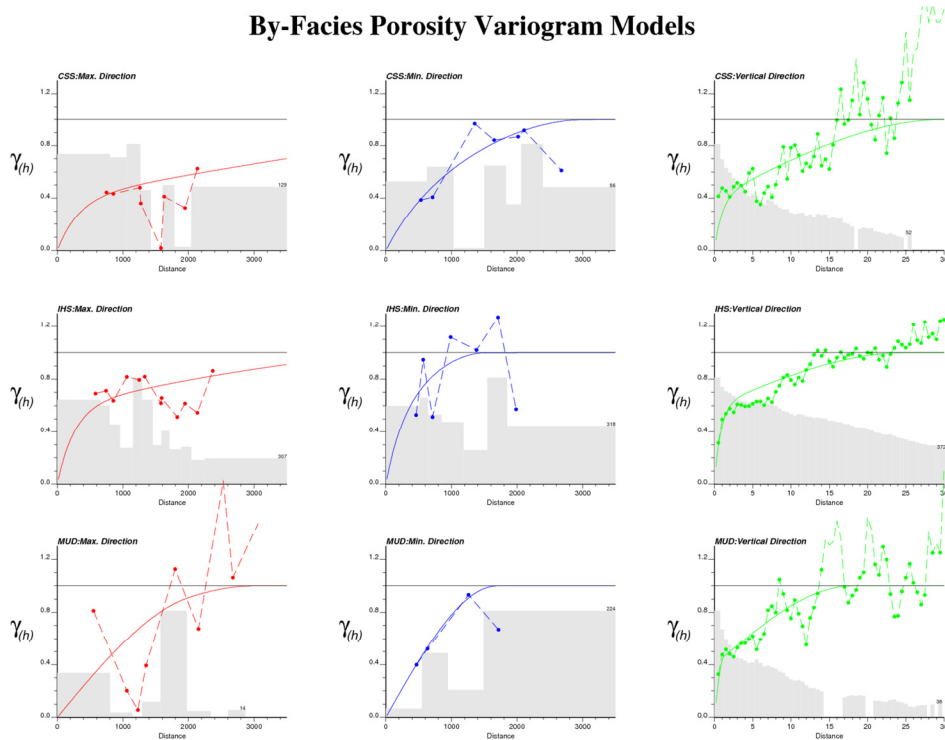 By-Facies Porosity Variogram Models
CSS:Max. Direction
1.2
0.8
γ(h)
0.4
0.0
129
0 1000 2000 3000
Distance
CSS:Min. Direction
1.2
0.8
γ(h)
0.4
0.0
86
0 1000 2000 3000
Distance
CSS:Vertical Direction
1.2
0.8
γ(h)
0.4
0.0
52
0 5 10 15 20 25 30
Distance
IHS:Max. Direction
1.2
0.8
γ(h)
0.4
0.0
307
0 1000 2000 3000
Distance
IHS:Min. Direction
1.2
0.8
γ(h)
0.4
0.0
318
0 1000 2000 3000
Distance
IHS:Vertical Direction
1.2
0.8
γ(h)
0.4
0.0
372
0 5 10 15 20 25 30
Distance
MUD:Max. Direction
1.2
0.8
γ(h)
0.4
0.0
14
0 1000 2000 3000
Distance
MUD:Min. Direction
1.2
0.8
γ(h)
0.4
0.0
224
0 1000 2000 3000
Distance
MUD:Vertical Direction
1.2
0.8
γ(h)
0.4
0.0
38
0 5 10 15 20 25 30
Distance